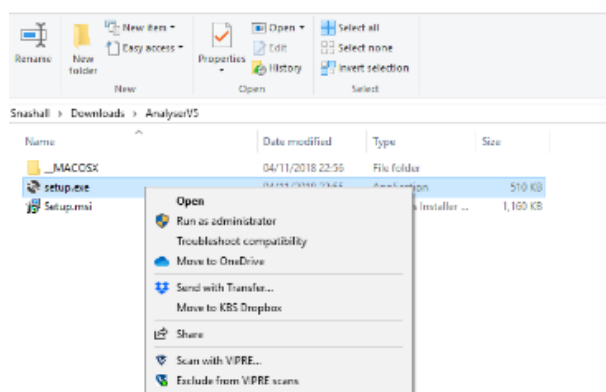 New item
Open
Select all
Easy access
Edit
Select none
Rename
New folder
Properties
History
Invert selection
New
Open
Select
Snashall > Downloads > AnalyserV5
Name
Date modified
Type
Size
__MACOSX
04/11/2018 22:56
File folder
setup.exe
510 KB
Setup.msi
Installer ...
1,160 KB
Open
Run as administrator
Troubleshoot compatibility
Move to OneDrive
Send with Transfer...
Move to KBS Dropbox
Share
Scan with VIPRE...
Exclude from VIPRE scans